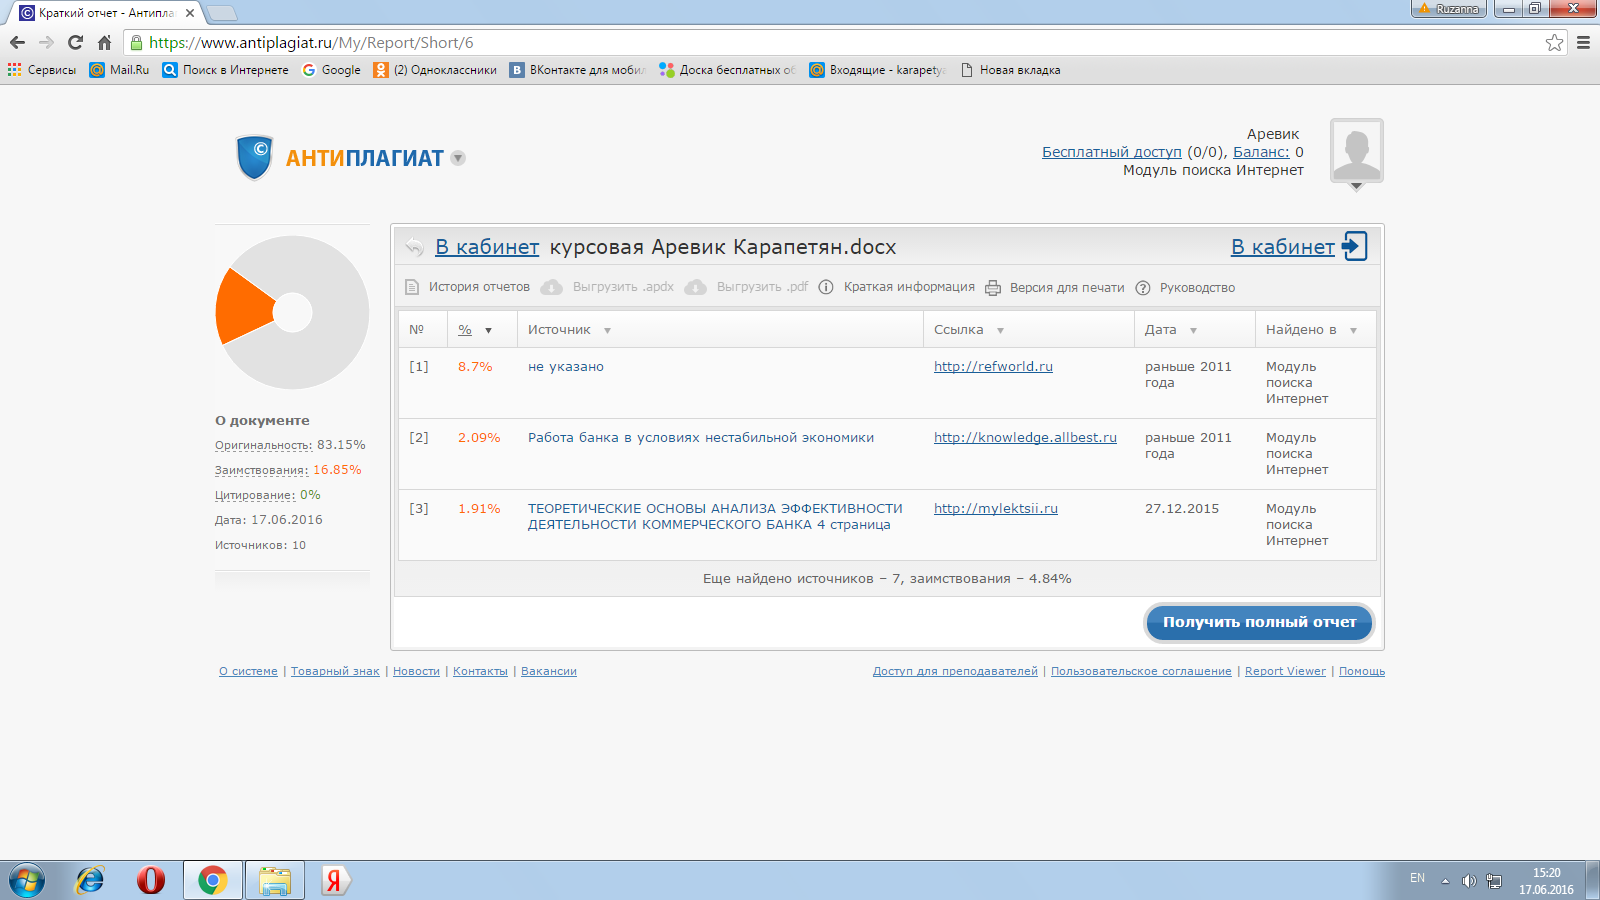 Краткий отчет - Антипла
Ruzanna
https://www.antiplagiat.ru/My/Report/Short/6
Сервисы
Mail.Ru
Поиск в Интернете
Google
(2) Одноклассники
ВКонтакте для моби
Доска бесплатных об
Входящие - karapetya
Новая вкладка
АНТИПЛАГИАТ
Аревик
Бесплатный доступ (0/0), Баланс: 0
Модуль поиска Интернет
В кабинет курсовая Аревик Карапетян.docx
В кабинет
История отчетов
Выгрузить .apdx
Выгрузить .pdf
Краткая информация
Версия для печати
Руководство
№ % Источник Ссылка Дата Найдено в
[1] 8.7% не указано http://refworld.ru раньше 2011 Модуль
года поиска
Интернет
[2] 2.09% Работа банка в условиях нестабильной экономики http://knowledge.allbest.ru раньше 2011 Модуль
года поиска
Интернет
[3] 1.91% ТЕОРЕТИЧЕСКИЕ ОСНОВЫ АНАЛИЗА ЭФФЕКТИВНОСТИ http://mylektsii.ru 27.12.2015 Модуль
ДЕЯТЕЛЬНОСТИ КОММЕРЧЕСКОГО БАНКА 4 страница поиска
Интернет
Еще найдено источников – 7, заимствования – 4.84%
Получить полный отчет
О документе
Оригинальность: 83.15%
Заимствования: 16.85%
Цитирование: 0%
Дата: 17.06.2016
Источников: 10
О системе | Товарный знак | Новости | Контакты | Вакансии
Доступ для преподавателей | Пользовательское соглашение | Report Viewer | Помощь
EN
15:20
17.06.2016